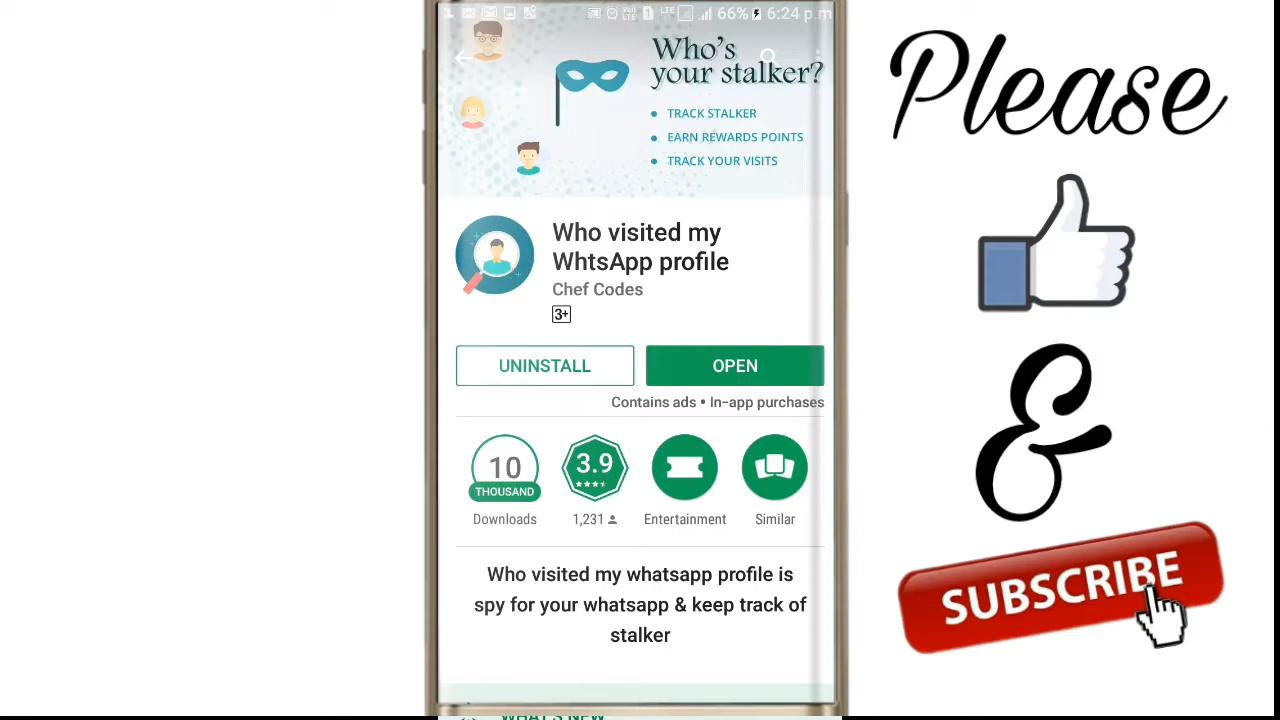 66% 6:24 p.m
Who's
your stalker?
TRACK STALKER
EARN REWARDS POINTS
TRACK YOUR VISITS
Who visited my
WhtsApp profile
Chef Codes
3+
UNINSTALL
OPEN
Contains ads • In-app purchases
10
THOUSAND
3.9
Downloads
1,231
Entertainment
Similar
Who visited my whatsapp profile is
spy for your whatsapp & keep track of
stalker
WHAT'S NEW
Please
&
SUBSCRIBE